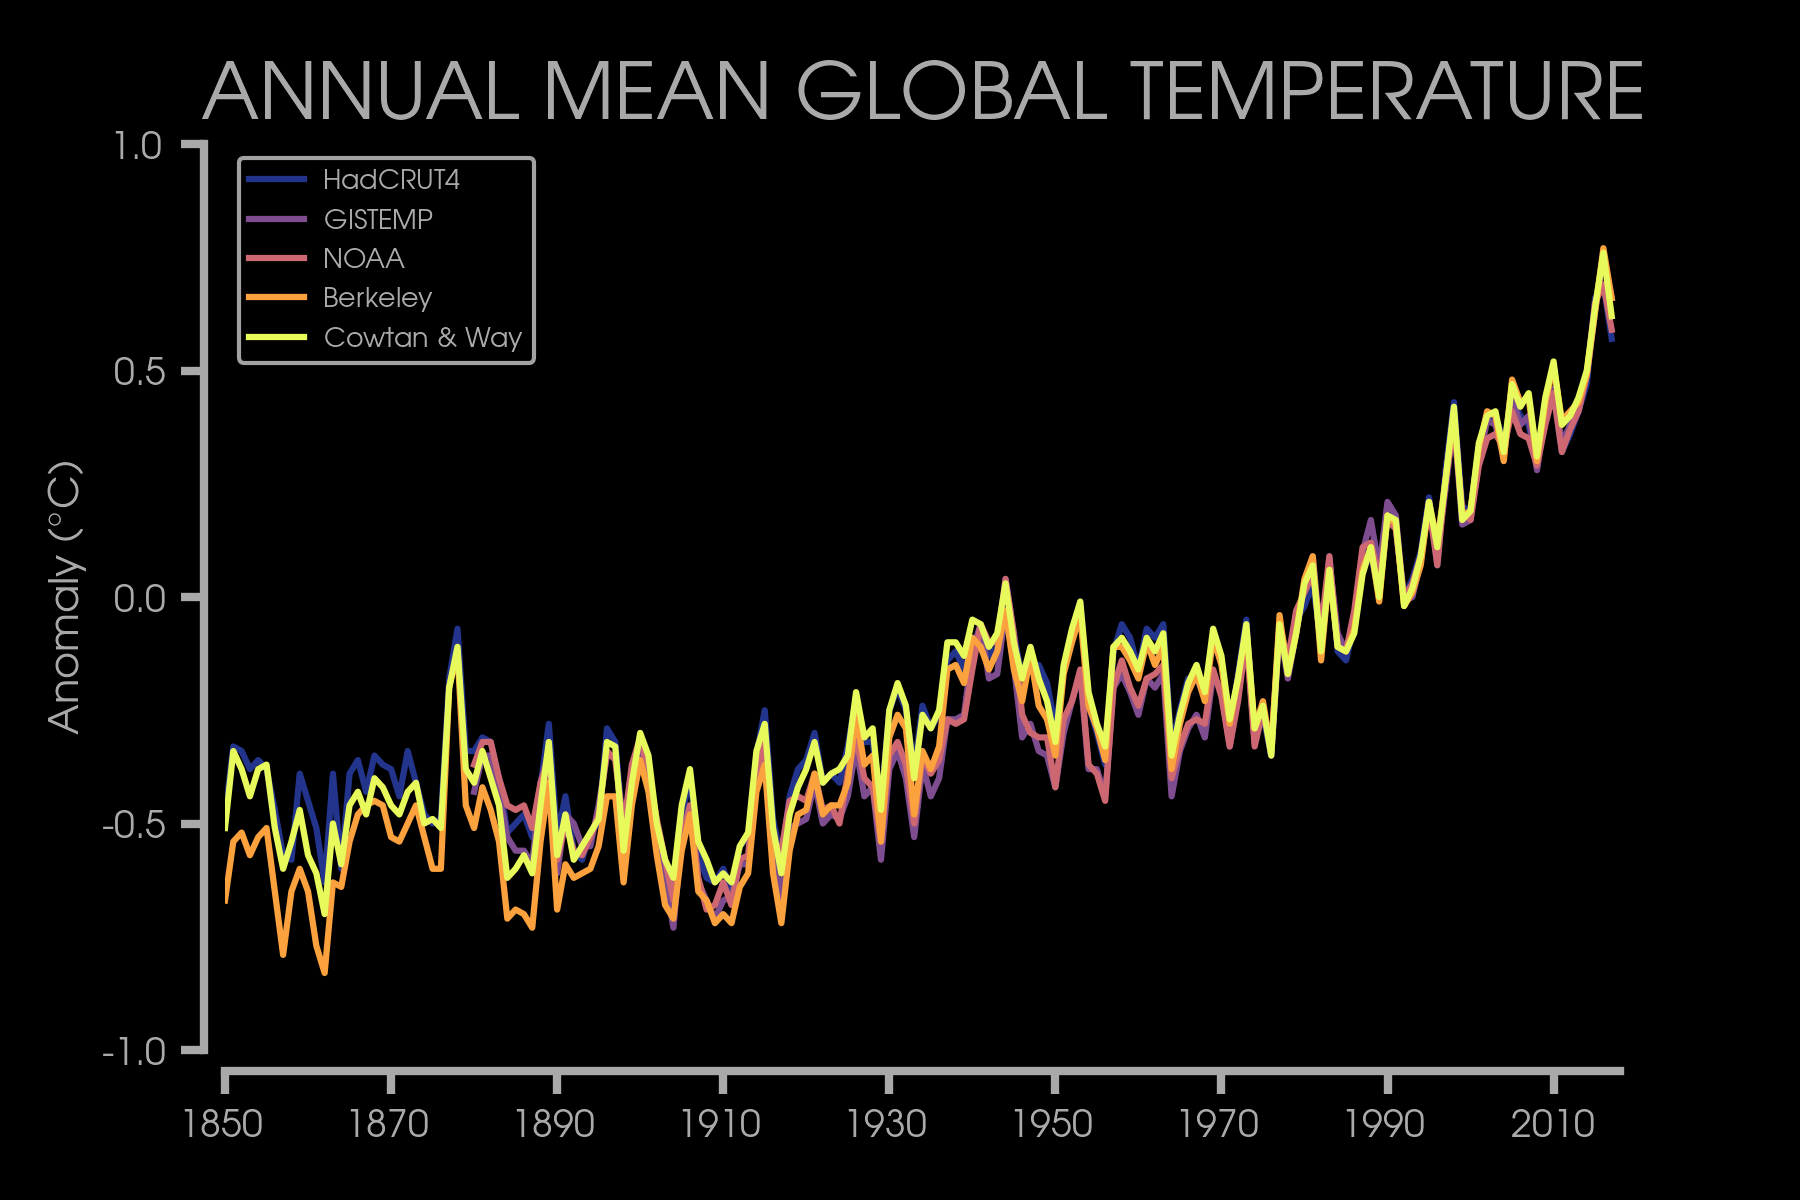 ANNUAL MEAN GLOBAL TEMPERATURE
1.0
HadCRUT4
GISTEMP
NOAA
Berkeley
Cowtan & Way
0.5
0.0
-0.5
-1.0
Anomaly (°C)
1850 1870 1890 1910 1930 1950 1970 1990 2010